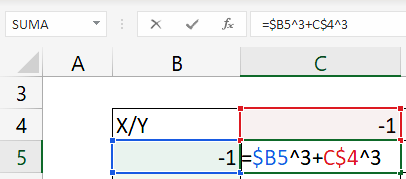 SUMA fx =$B5^3+C$4^3
A B C
3
4 X/Y -1
5 -1 =$B5^3+C$4^3